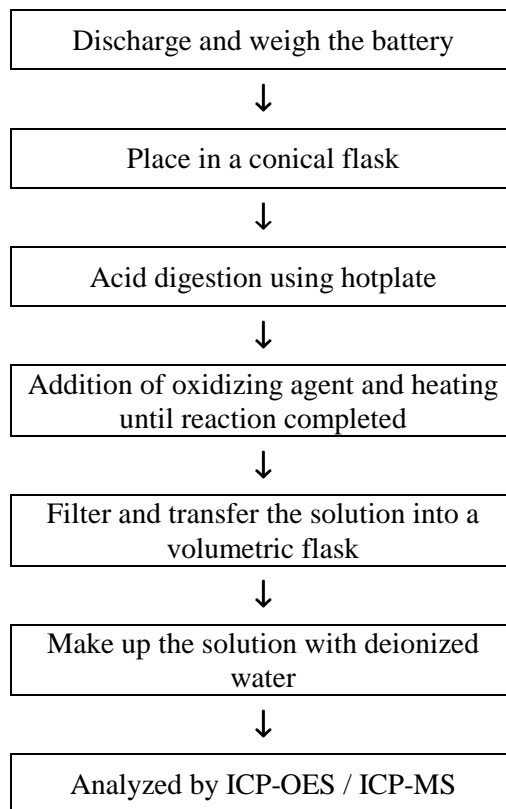 Discharge and weigh the battery
↓
Place in a conical flask
↓
Acid digestion using hotplate
↓
Addition of oxidizing agent and heating
until reaction completed
↓
Filter and transfer the solution into a
volumetric flask
↓
Make up the solution with deionized
water
↓
Analyzed by ICP-OES / ICP-MS